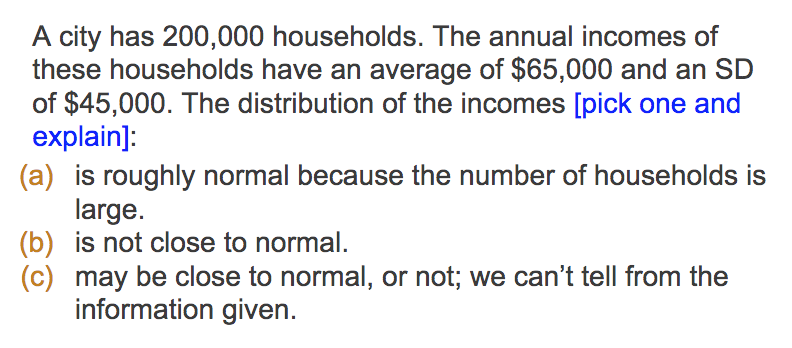 A city has 200,000 households. The annual incomes of
these households have an average of $65,000 and an SD
of $45,000. The distribution of the incomes [pick one and
explain]:
(a) is roughly normal because the number of households is
large.
(b) is not close to normal.
(c) may be close to normal, or not; we can’t tell from the
information given.